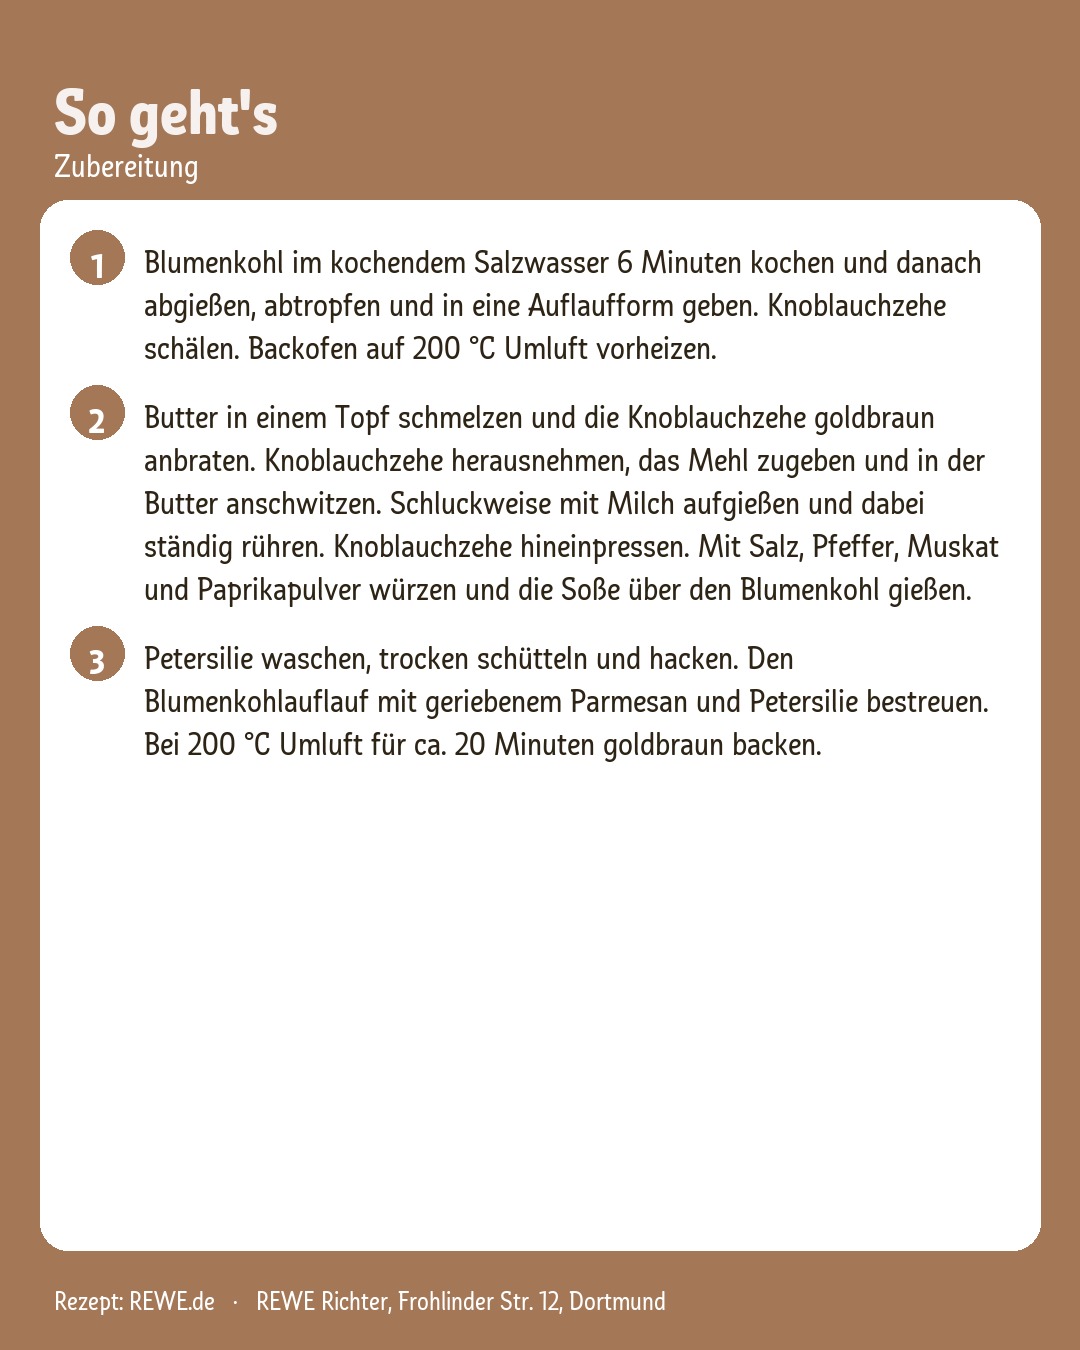 So geht's
Zubereitung
1 Blumenkohl im kochendem Salzwasser 6 Minuten kochen und danach
abgießen, abtropfen und in eine Auflaufform geben. Knoblauchzehe
schälen. Backofen auf 200 °C Umluft vorheizen.
2 Butter in einem Topf schmelzen und die Knoblauchzehe goldbraun
anbraten. Knoblauchzehe herausnehmen, das Mehl zugeben und in der
Butter anschwitzen. Schluckweise mit Milch aufgießen und dabei
ständig rühren. Knoblauchzehe hineinpressen. Mit Salz, Pfeffer, Muskat
und Paprikapulver würzen und die Soße über den Blumenkohl gießen.
3 Petersilie waschen, trocken schütteln und hacken. Den
Blumenkohlauflauf mit geriebenem Parmesan und Petersilie bestreuen.
Bei 200 °C Umluft für ca. 20 Minuten goldbraun backen.
Rezept: REWE.de · REWE Richter, Frohlinder Str. 12, Dortmund